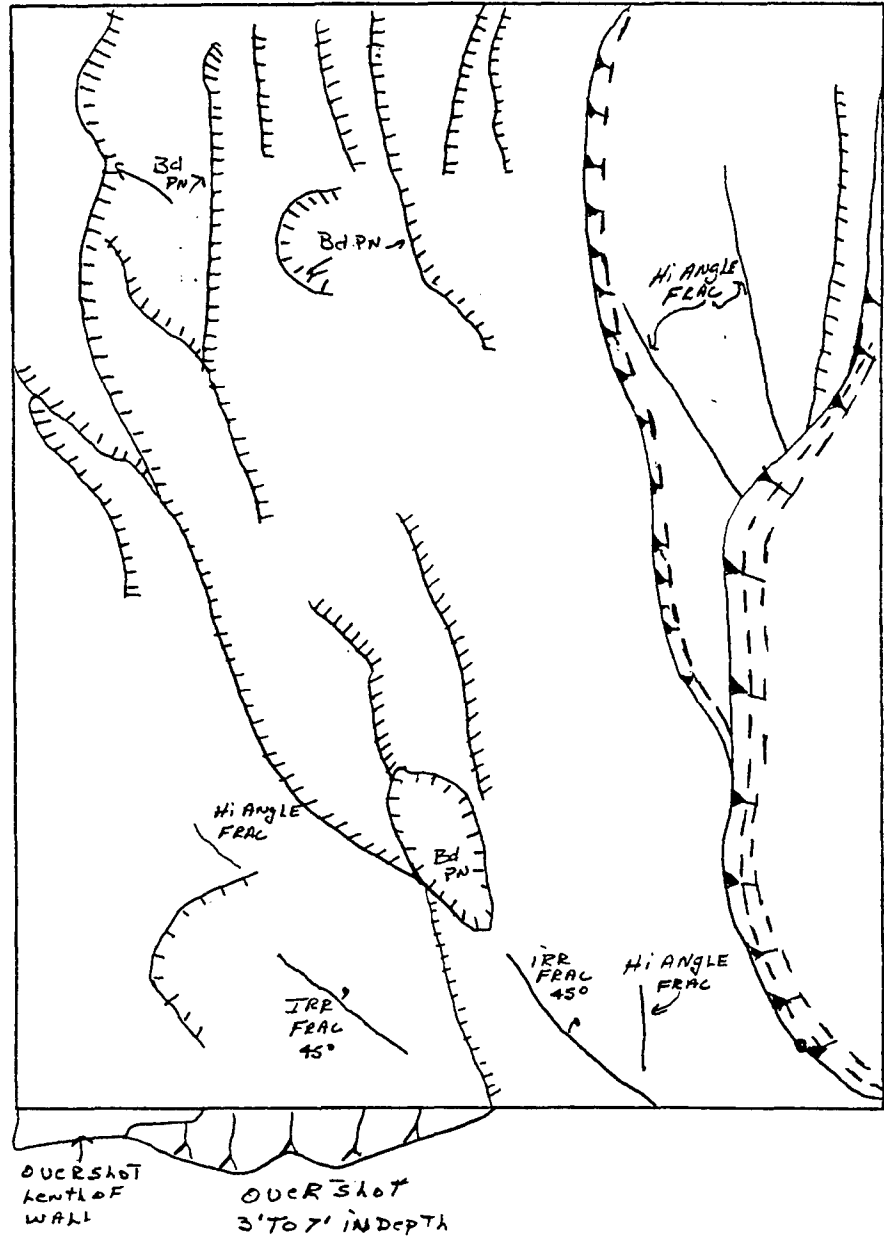 Bd
PN
Bd. PN
Hi ANGLE
FRAC
Hi ANGLE
FRAC
Bd
PN
IRR
FRAC
45°
iRR
FRAC
45°
Hi ANGLE
FRAC
OVERSHOT
LENTH OF
WALL
OVERSHOT
3' TO 7' iN DEPTH